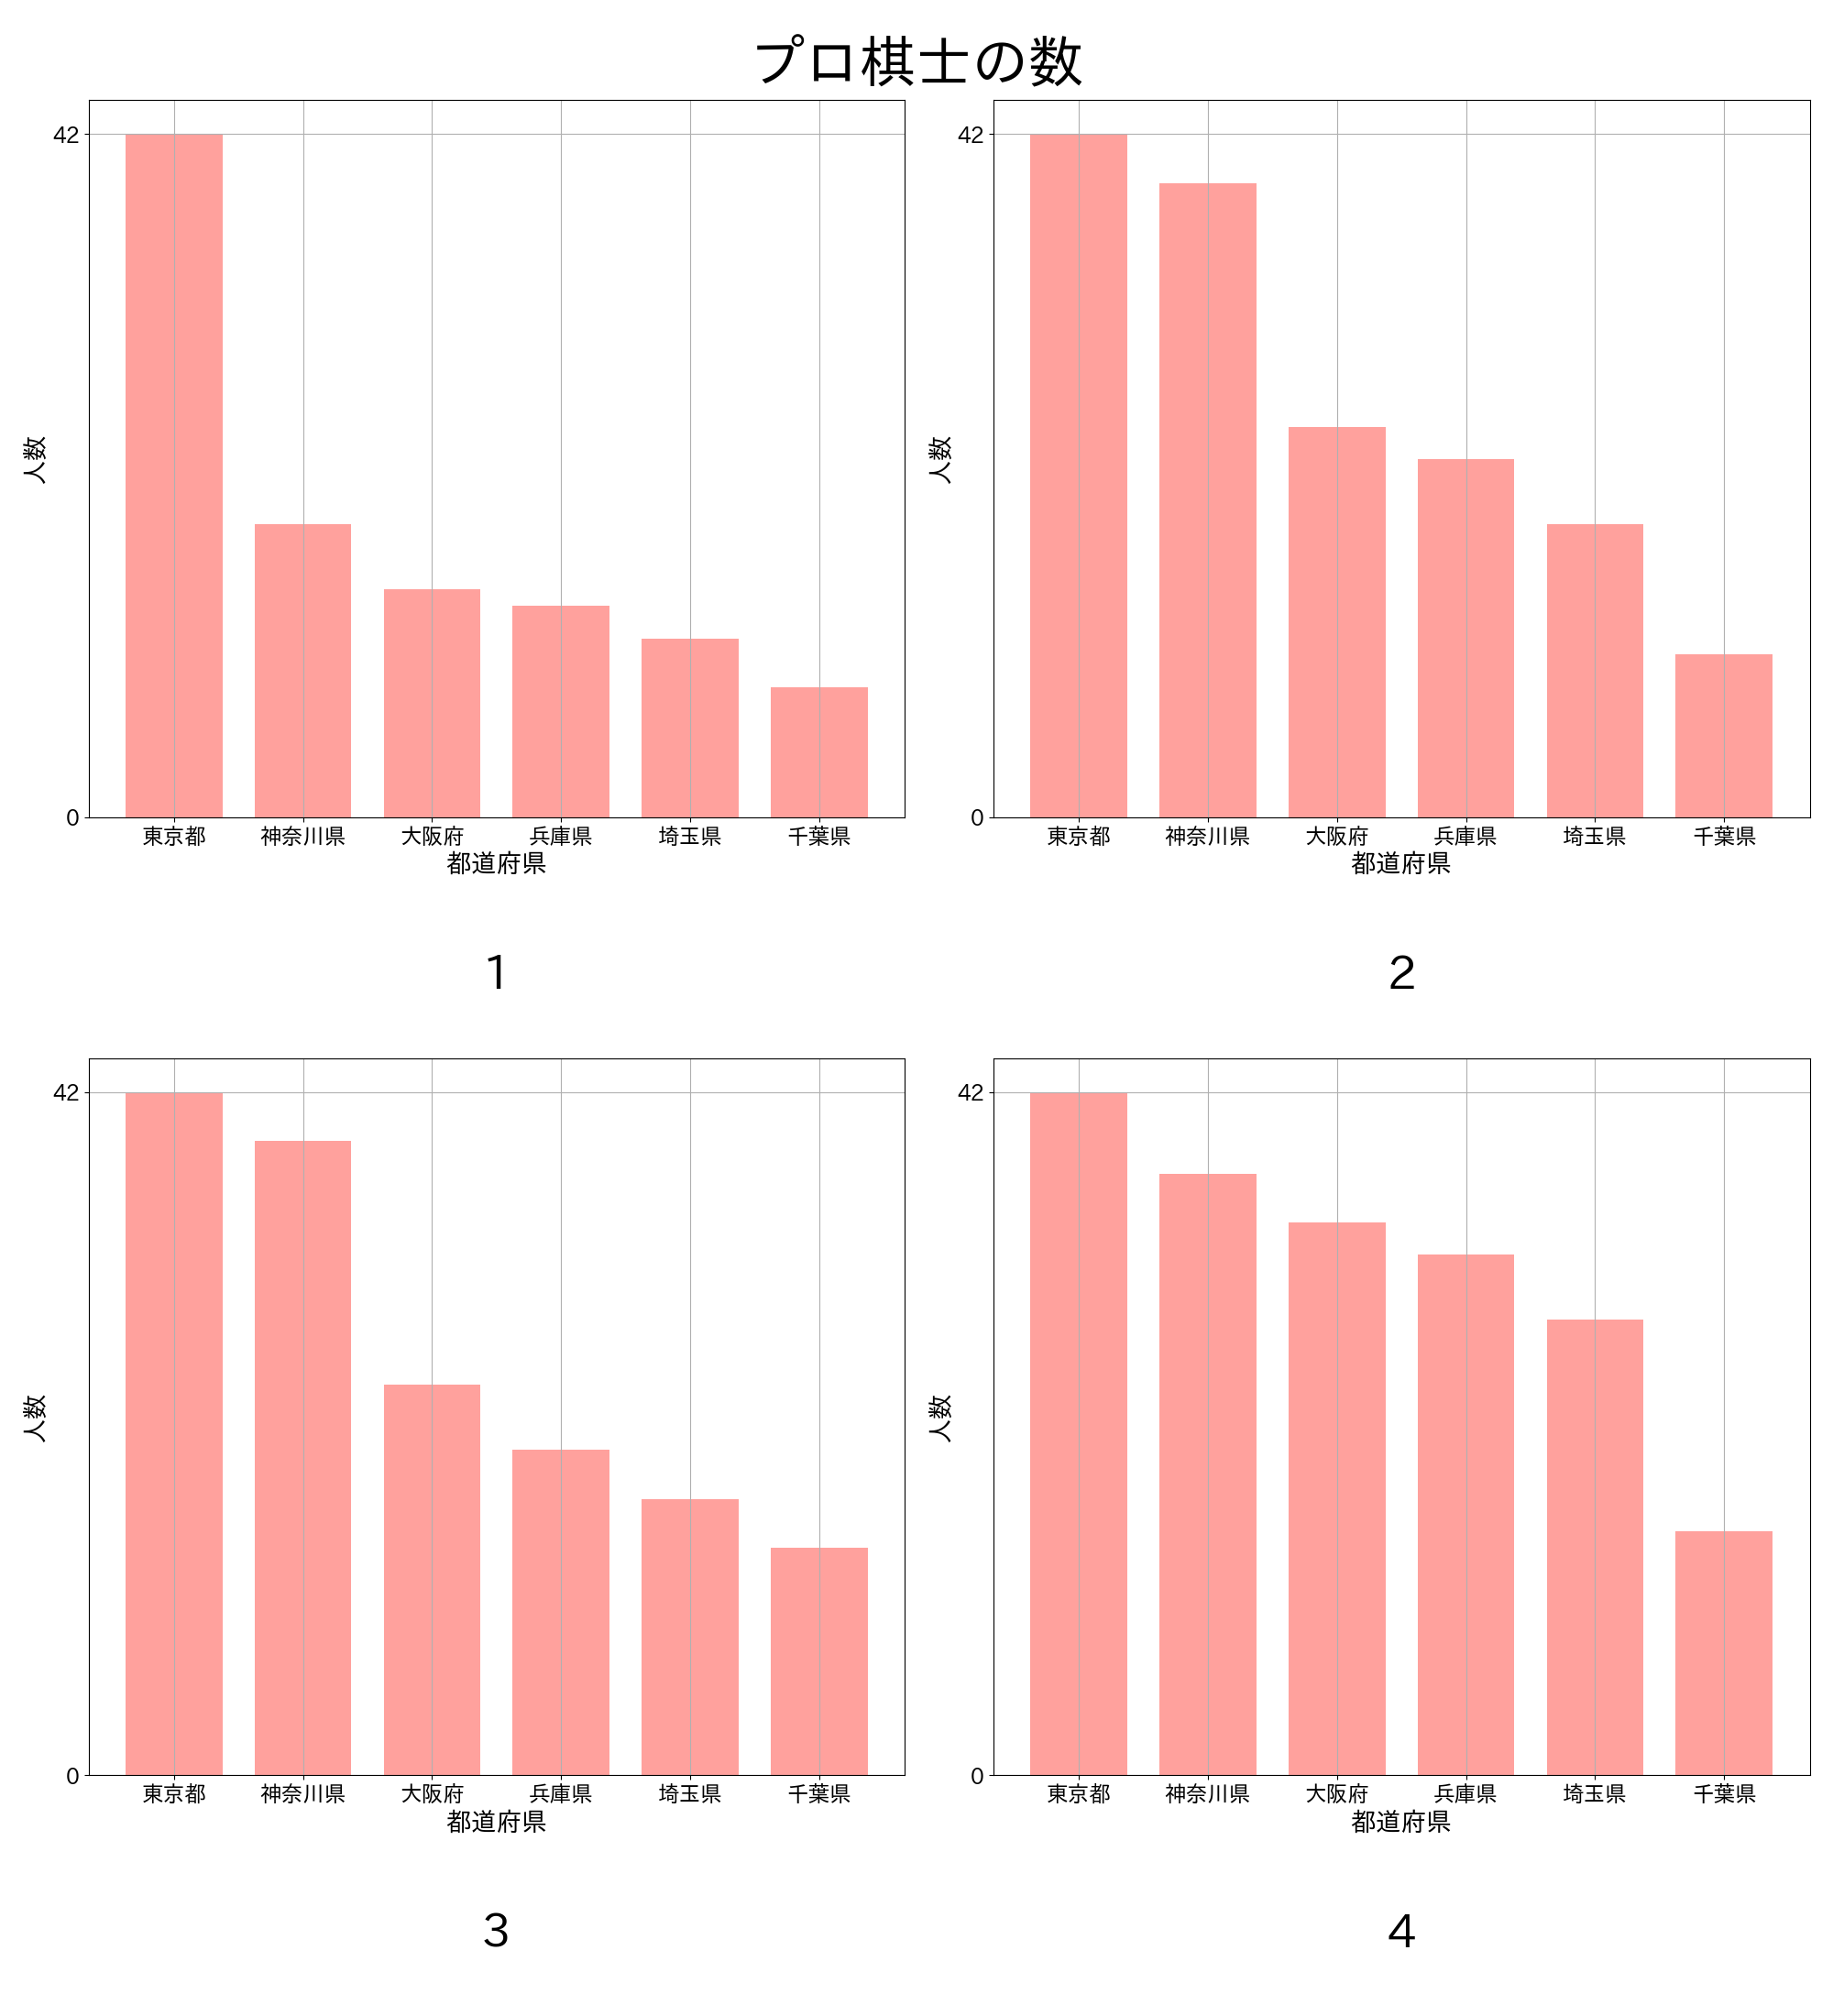 プロ棋士の数
42
0
人数
東京都 神奈川県 大阪府 兵庫県 埼玉県 千葉県
都道府県
1
42
0
人数
東京都 神奈川県 大阪府 兵庫県 埼玉県 千葉県
都道府県
2
42
0
人数
東京都 神奈川県 大阪府 兵庫県 埼玉県 千葉県
都道府県
3
42
0
人数
東京都 神奈川県 大阪府 兵庫県 埼玉県 千葉県
都道府県
4